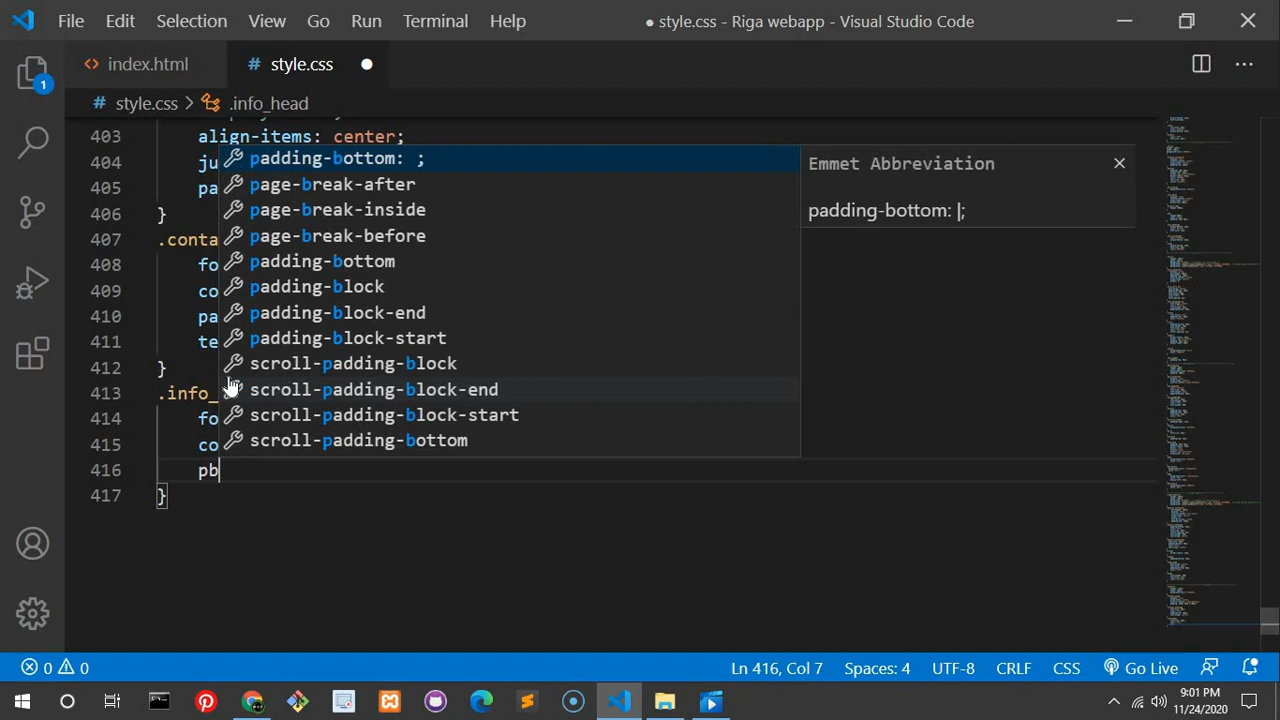 File Edit Selection View Go Run Terminal Help ● style.css - Riga webapp - Visual Studio Code
<> index.html # style.css
# style.css > .info_head
403 align-items: center;
404 ju
405 pa
406 }
407 .conta
408 fo
409 co
410 pa
411 te
412 }
413 .info_
414 fo
415 co
416 pb
417 }
padding-bottom: ;
page-break-after
page-break-inside
page-break-before
padding-bottom
padding-block
padding-block-end
padding-block-start
scroll-padding-block
scroll-padding-block-end
scroll-padding-block-start
scroll-padding-bottom
Emmet Abbreviation
padding-bottom: |;
1
0 0 Ln 416, Col 7 Spaces: 4 UTF-8 CRLF CSS Go Live
9:01 PM
11/24/2020